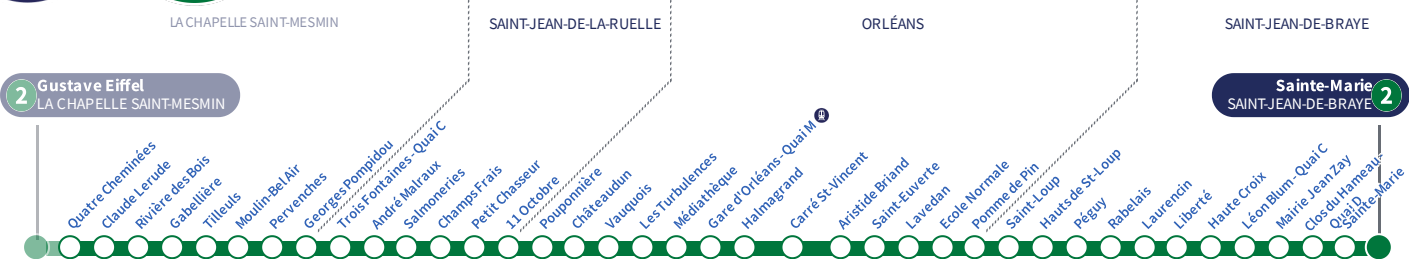 LA CHAPELLE SAINT-MESMIN
SAINT-JEAN-DE-LA-RUELLE
ORLÉANS
SAINT-JEAN-DE-BRAYE
2
Gustave Eiffel
LA CHAPELLE SAINT-MESMIN
Sainte-Marie
SAINT-JEAN-DE-BRAYE
2
Quatre Cheminées
Claude Lerude
Rivière des Bois
Gabellière
Tilleuls
Moulin-Bel Air
Pervenches
Georges Pompidou
Trois Fontaines - Quai C
André Malraux
Salmoneries
Champs Frais
Petit Chasseur
11 Octobre
Pouponnière
Châteaudun
Vauquois
Les Turbulences
Médiathèque
Gare d'Orléans - Quai M
Halmagrand
Carré St-Vincent
Aristide Briand
Saint-Euverte
Lavedan
Ecole Normale
Pomme de Pin
Saint-Loup
Hauts de St-Loup
Péguy
Rabelais
Laurencin
Liberté
Haute Croix
Léon Blum - Quai C
Mairie Jean Zay
Clos du Hameau -
Quai D
Sainte-Marie